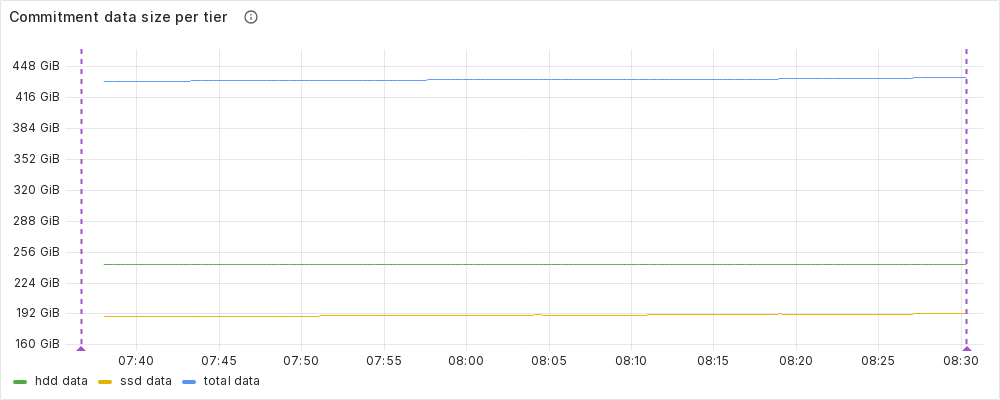 Commitment data size per tier
448 GiB
416 GiB
384 GiB
352 GiB
320 GiB
288 GiB
256 GiB
224 GiB
192 GiB
160 GiB
07:40 07:45 07:50 07:55 08:00 08:05 08:10 08:15 08:20 08:25 08:30
hdd data ssd data total data